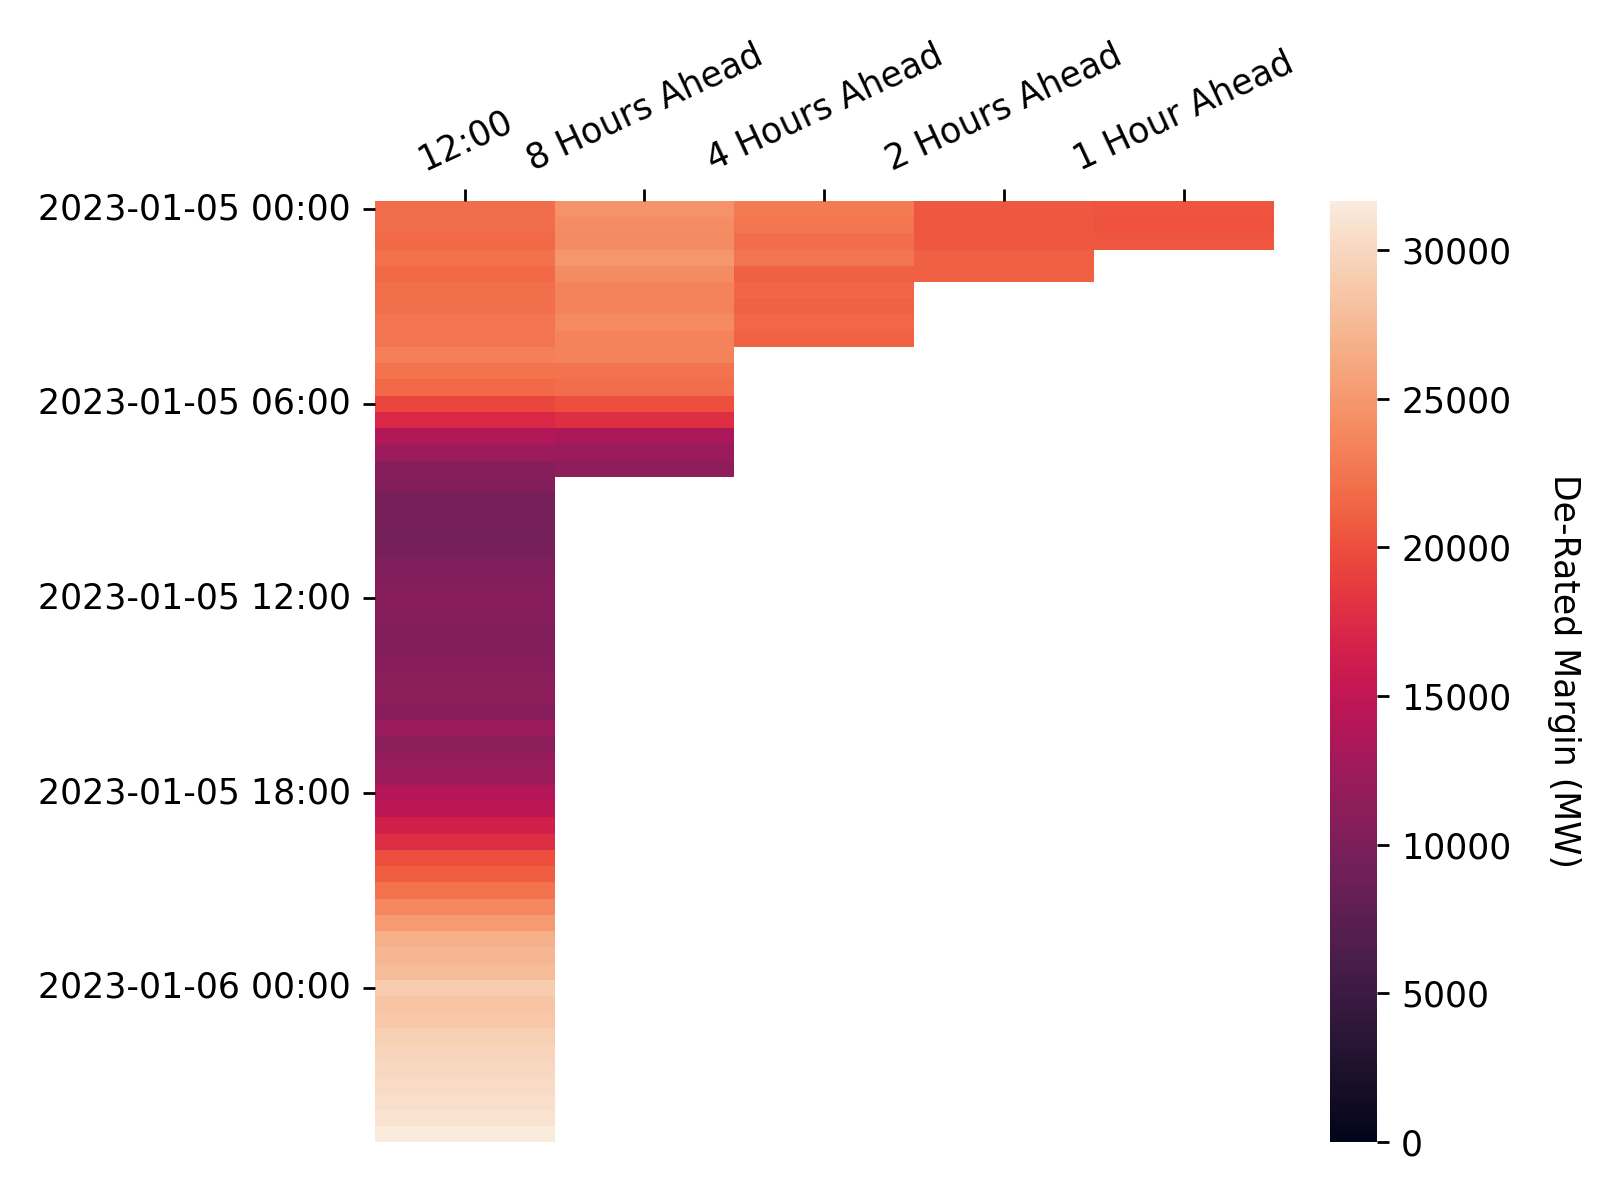 12:00
8 Hours Ahead
4 Hours Ahead
2 Hours Ahead
1 Hour Ahead
2023-01-05 00:00
2023-01-05 06:00
2023-01-05 12:00
2023-01-05 18:00
2023-01-06 00:00
30000
25000
20000
15000
10000
5000
0
De-Rated Margin (MW)